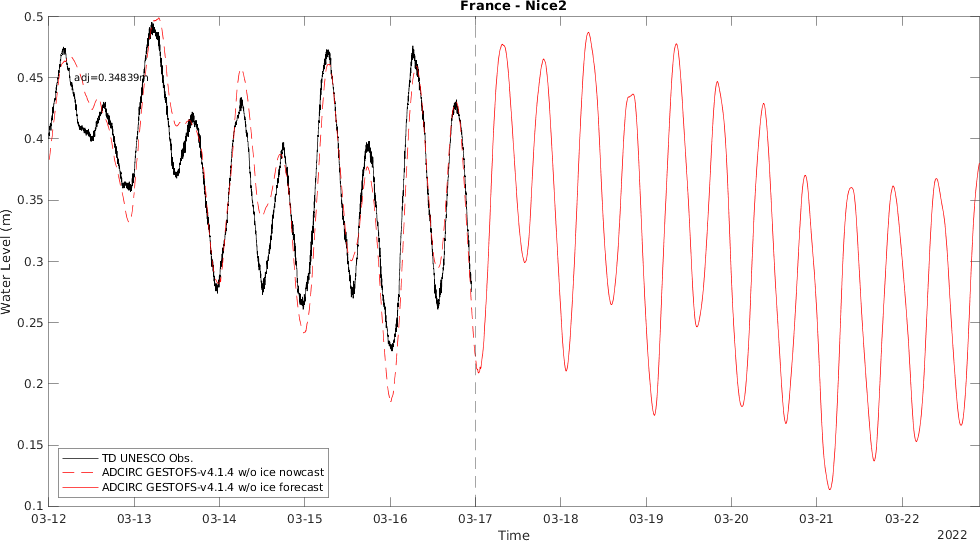 France - Nice2
0.5
0.45
0.4
0.35
0.3
0.25
0.2
0.15
0.1
Water Level (m)
adj=0.34839m
TD UNESCO Obs.
ADCIRC GESTOFS-v4.1.4 w/o ice nowcast
ADCIRC GESTOFS-v4.1.4 w/o ice forecast
03-12 03-13 03-14 03-15 03-16 03-17 03-18 03-19 03-20 03-21 03-22
Time
2022